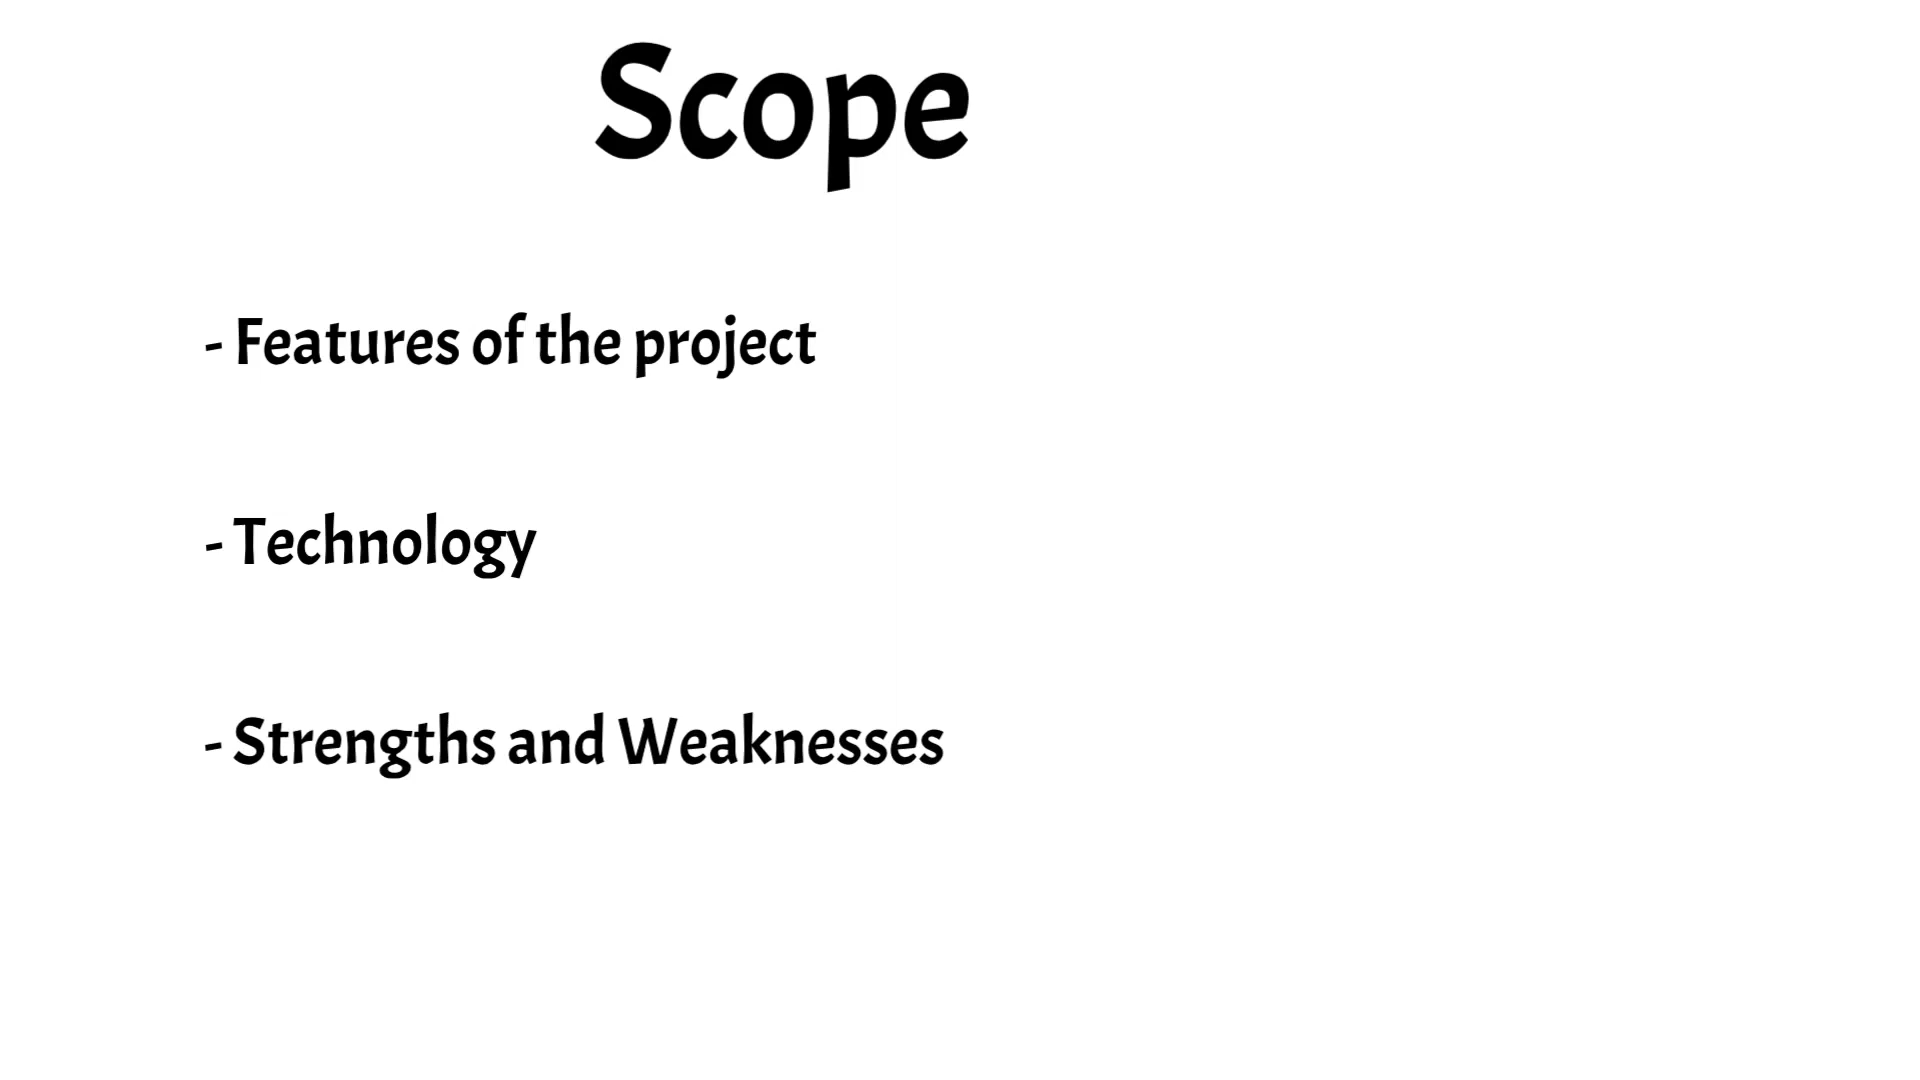 Scope
- Features of the project
- Technology
- Strengths and Weaknesses